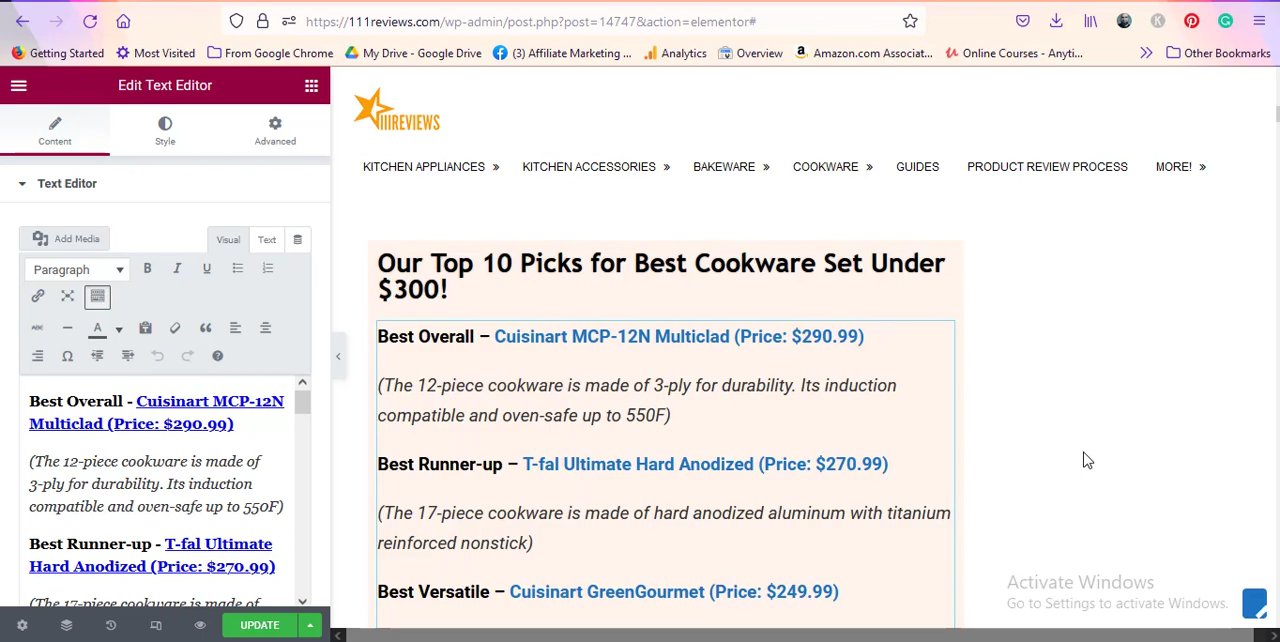 https://111reviews.com/wp-admin/post.php?post=14747&action=elementor#
Getting Started
Most Visited
From Google Chrome
My Drive - Google Drive
(3) Affiliate Marketing ...
Analytics
Overview
Amazon.com Associat...
Online Courses - Anyti...
Other Bookmarks
Edit Text Editor
Content
Style
Advanced
Text Editor
Add Media
Visual
Text
Paragraph
B I U
ABC
A
Best Overall - Cuisinart MCP-12N
Multiclad (Price: $290.99)
(The 12-piece cookware is made of
3-ply for durability. Its induction
compatible and oven-safe up to 550F)
Best Runner-up - T-fal Ultimate
Hard Anodized (Price: $270.99)
(The 17-piece cookware is made of
UPDATE
111REVIEWS
KITCHEN APPLIANCES »
KITCHEN ACCESSORIES »
BAKEWARE »
COOKWARE »
GUIDES
PRODUCT REVIEW PROCESS
MORE! »
Our Top 10 Picks for Best Cookware Set Under
$300!
Best Overall – Cuisinart MCP-12N Multiclad (Price: $290.99)
(The 12-piece cookware is made of 3-ply for durability. Its induction
compatible and oven-safe up to 550F)
Best Runner-up – T-fal Ultimate Hard Anodized (Price: $270.99)
(The 17-piece cookware is made of hard anodized aluminum with titanium
reinforced nonstick)
Best Versatile – Cuisinart GreenGourmet (Price: $249.99)
Activate Windows
Go to Settings to activate Windows.